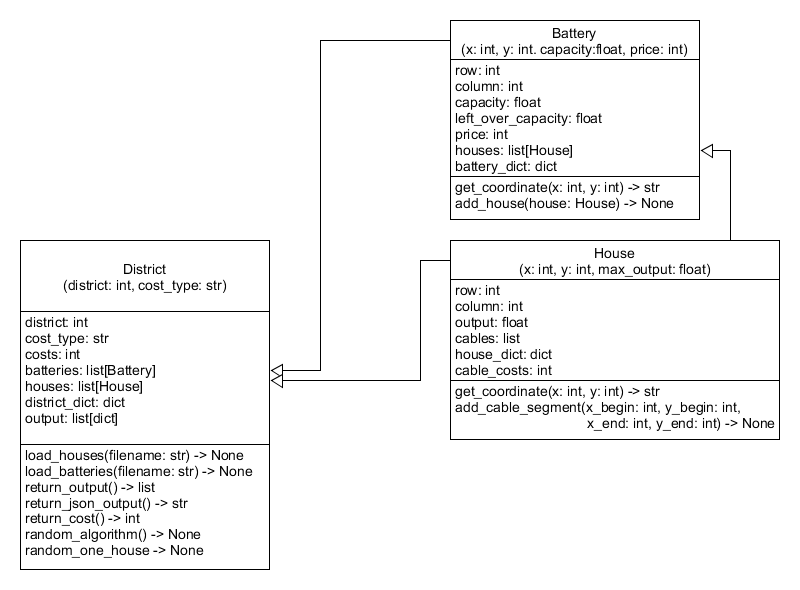 Battery
(x: int, y: int. capacity:float, price: int)
row: int
column: int
capacity: float
left_over_capacity: float
price: int
houses: list[House]
battery_dict: dict
get_coordinate(x: int, y: int) -> str
add_house(house: House) -> None
District
(district: int, cost_type: str)
district: int
cost_type: str
costs: int
batteries: list[Battery]
houses: list[House]
district_dict: dict
output: list[dict]
load_houses(filename: str) -> None
load_batteries(filename: str) -> None
return_output() -> list
return_json_output() -> str
return_cost() -> int
random_algorithm() -> None
random_one_house -> None
House
(x: int, y: int, max_output: float)
row: int
column: int
output: float
cables: list
house_dict: dict
cable_costs: int
get_coordinate(x: int, y: int) -> str
add_cable_segment(x_begin: int, y_begin: int,
x_end: int, y_end: int) -> None